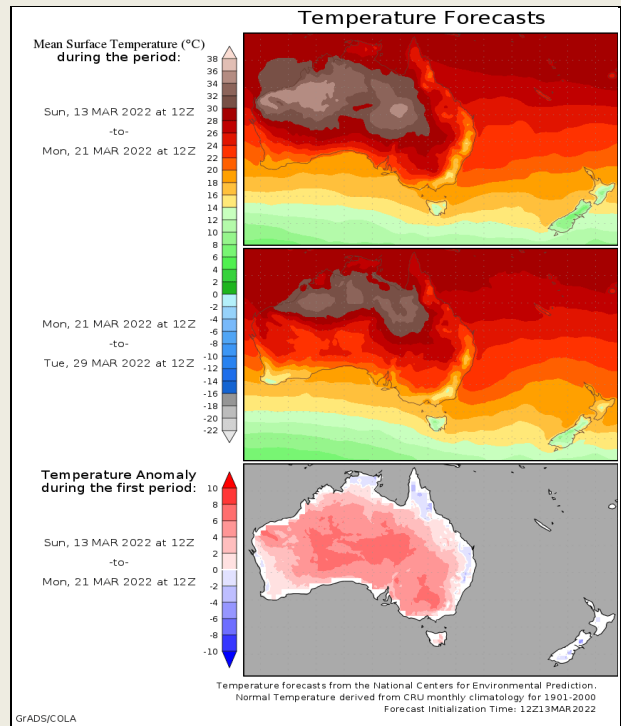 Temperature Forecasts
Mean Surface Temperature (°C)
during the period:
38
36
34
32
30
28
26
24
22
20
18
16
14
12
10
8
6
4
2
0
-2
-4
-6
-8
-10
-12
-14
-16
-18
-20
-22
Sun, 13 MAR 2022 at 12Z
-to-
Mon, 21 MAR 2022 at 12Z
Mon, 21 MAR 2022 at 12Z
-to-
Tue, 29 MAR 2022 at 12Z
Temperature Anomaly
during the first period:
10
8
6
4
2
0
-2
-4
-6
-8
-10
Sun, 13 MAR 2022 at 12Z
-to-
Mon, 21 MAR 2022 at 12Z
Temperature forecasts from the National Centers for Environmental Prediction.
Normal Temperature derived from CRU monthly climatology for 1901-2000
Forecast Initialization Time: 12Z13MAR2022
GrADS/COLA